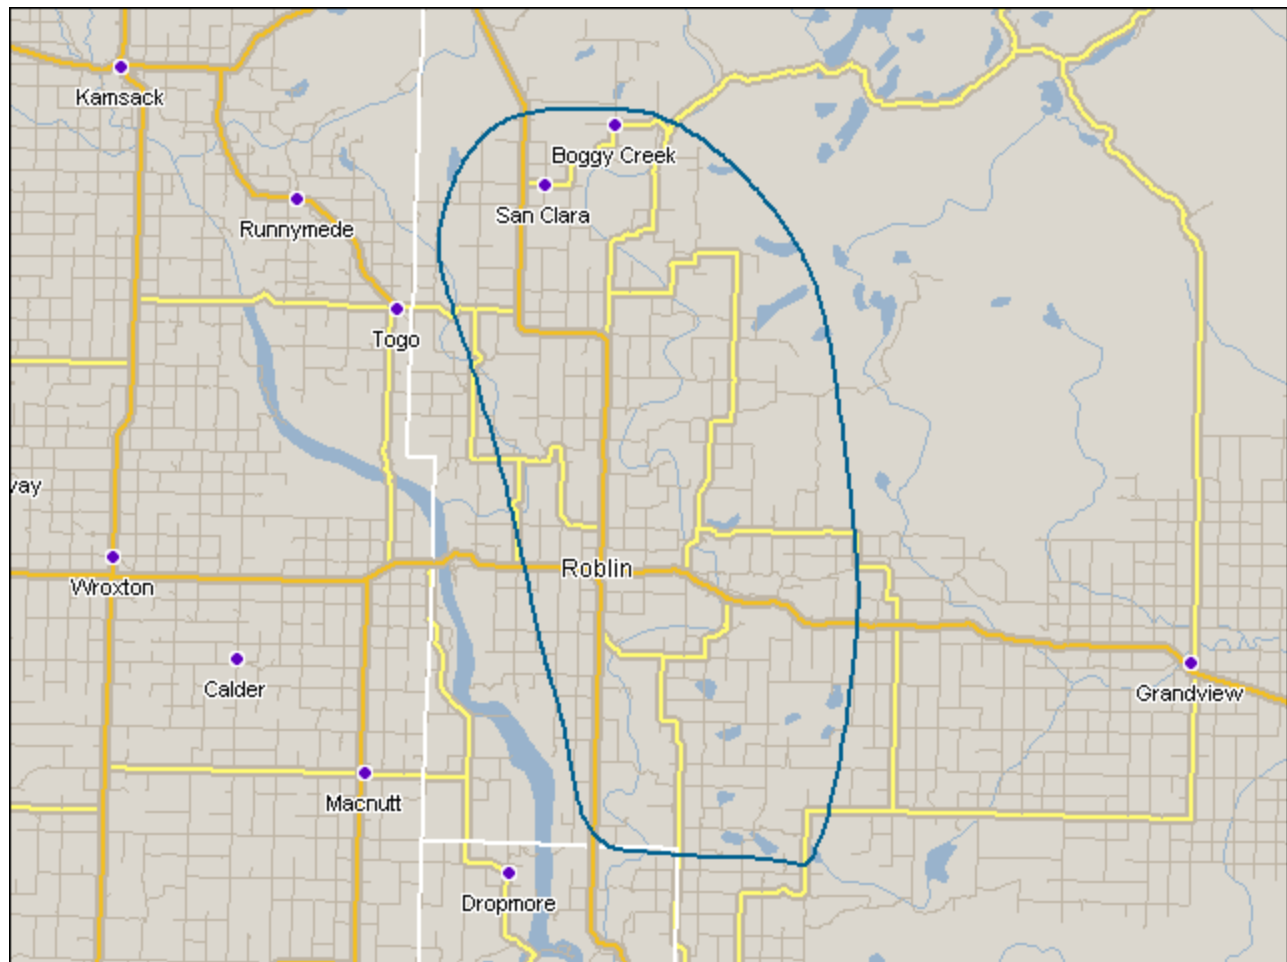 Kamsack
Boggy Creek
San Clara
Runnymede
Togo
vay
Roblin
Wroxton
Calder
Grandview
Macnutt
Dropmore